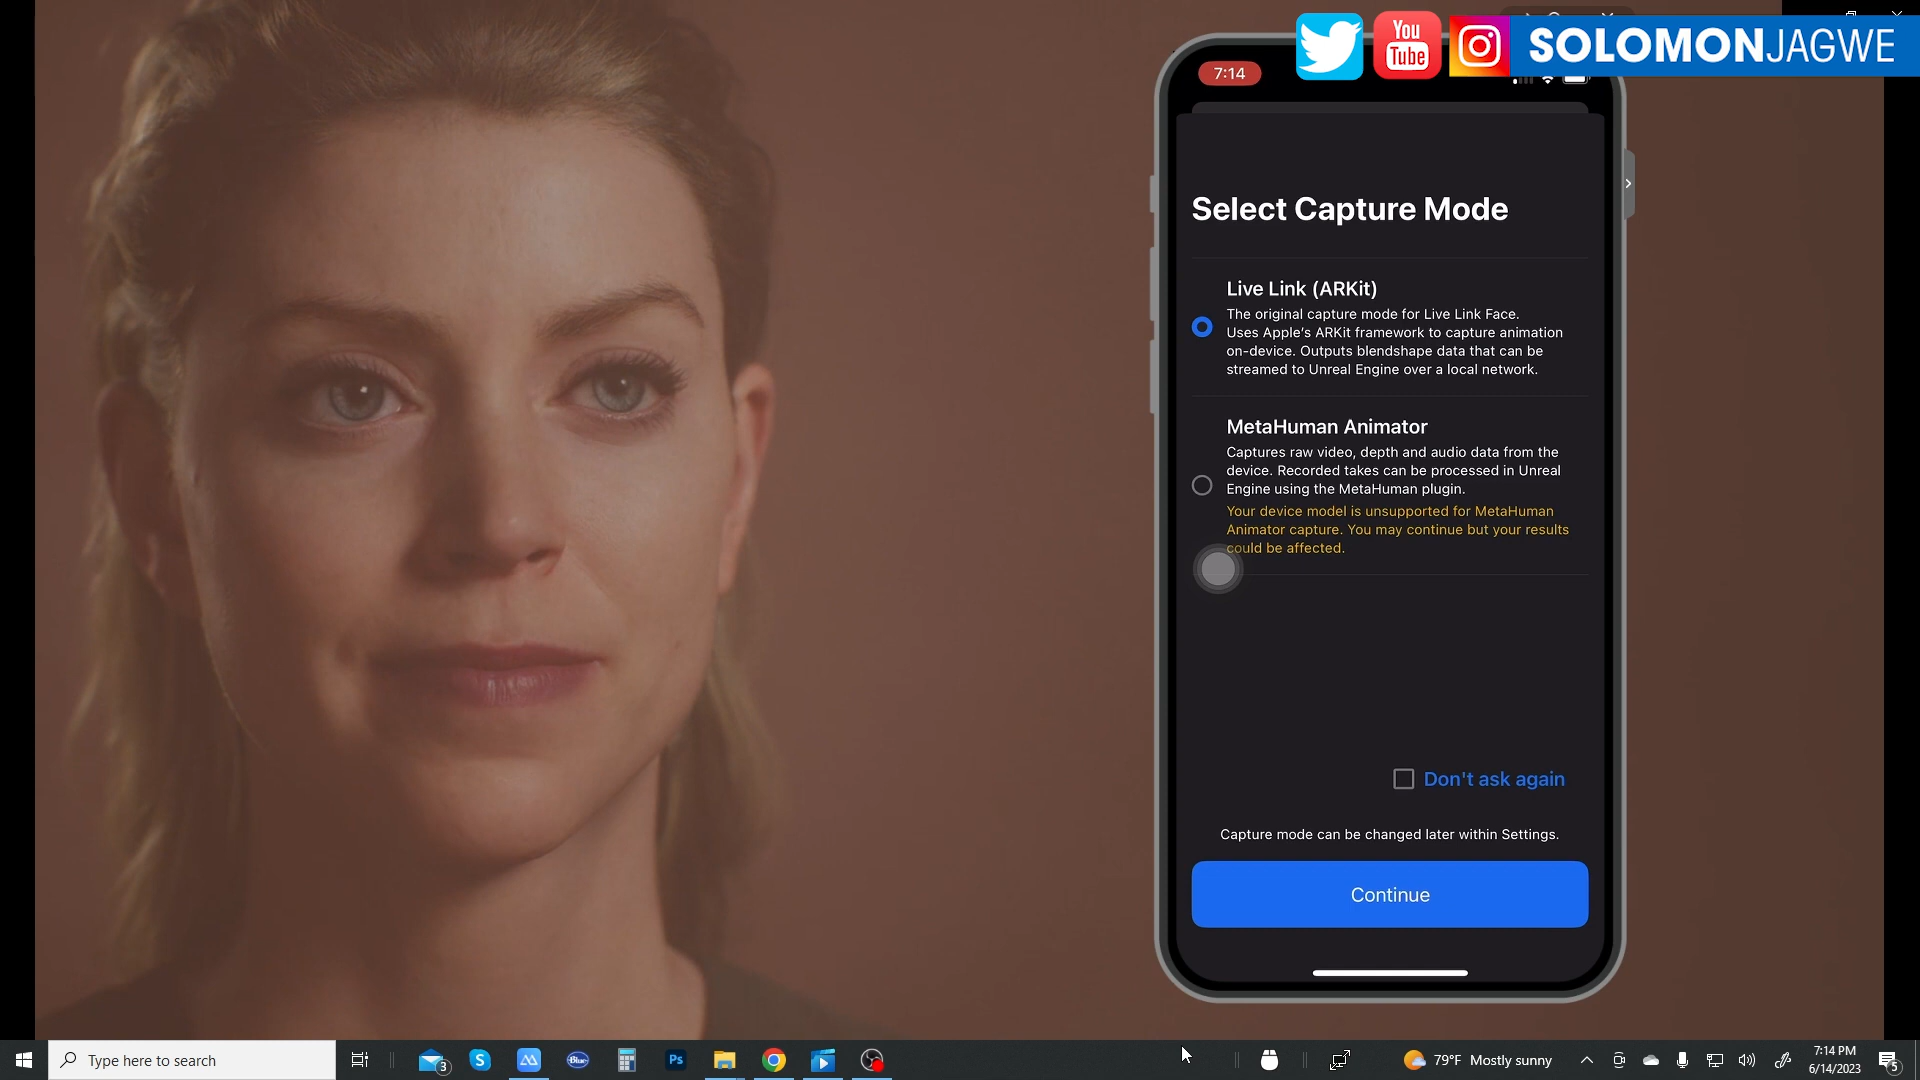 You
Tube
SOLOMONJAGWE
7:14
Select Capture Mode
Live Link (ARKit)
The original capture mode for Live Link Face.
Uses Apple's ARKit framework to capture animation
on-device. Outputs blendshape data that can be
streamed to Unreal Engine over a local network.
MetaHuman Animator
Captures raw video, depth and audio data from the
device. Recorded takes can be processed in Unreal
Engine using the MetaHuman plugin.
Your device model is unsupported for MetaHuman
Animator capture. You may continue but your results
could be affected.
Don't ask again
Capture mode can be changed later within Settings.
Continue
Type here to search
3
S
Blue
Ps
79°F Mostly sunny
7:14 PM
6/14/2023
5